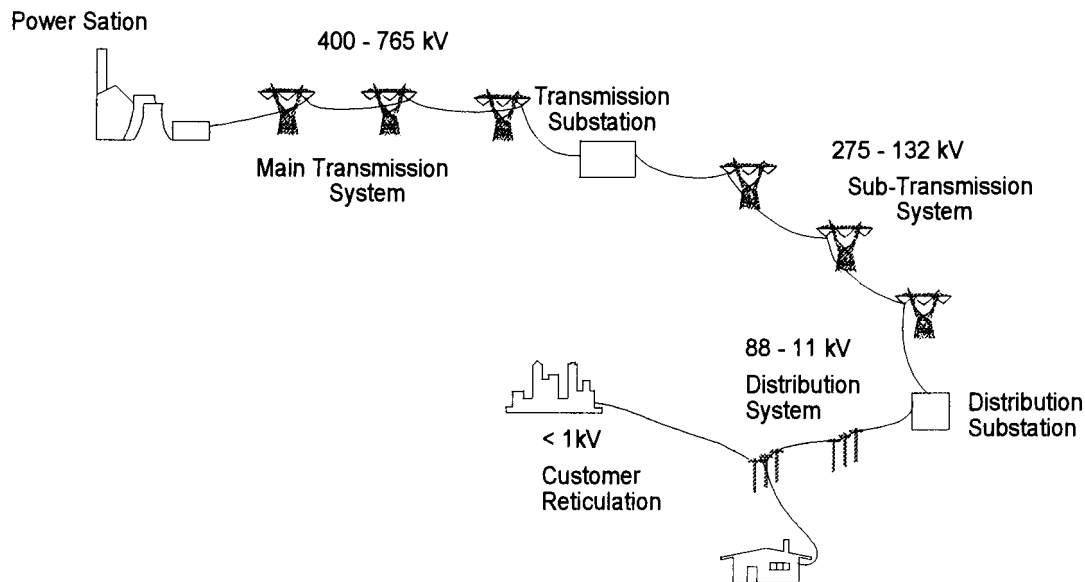 Power Sation
400 - 765 kV
Transmission
Substation
Main Transmission
System
275 - 132 kV
Sub-Transmission
System
88 - 11 kV
Distribution
System
Distribution
Substation
< 1kV
Customer
Reticulation